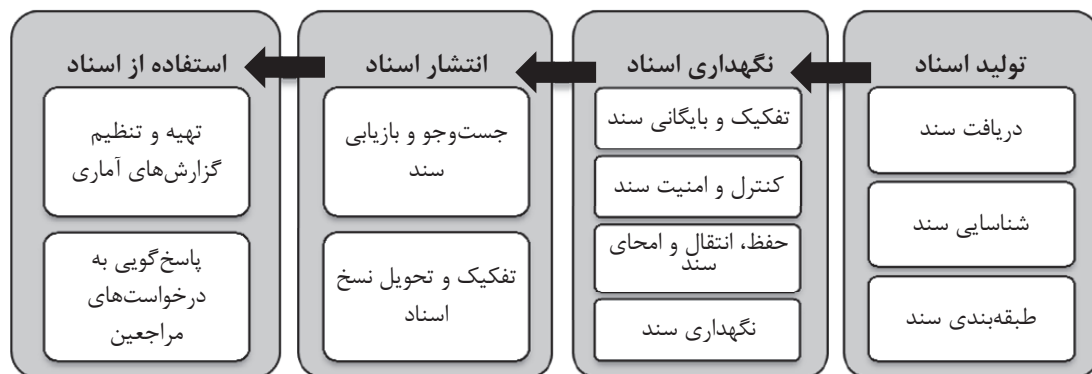 تولید اسناد
دریافت سند
شناسایی سند
طبقه‌بندی سند
نگهداری اسناد
تفکیک و بایگانی سند
کنترل و امنیت سند
حفظ، انتقال و امحای
سند
نگهداری سند
انتشار اسناد
جست‌وجو و بازیابی
سند
تفکیک و تحویل نسخ
اسناد
استفاده از اسناد
تهیه و تنظیم
گزارش‌های آماری
پاسخ‌گویی به
درخواست‌های
مراجعین